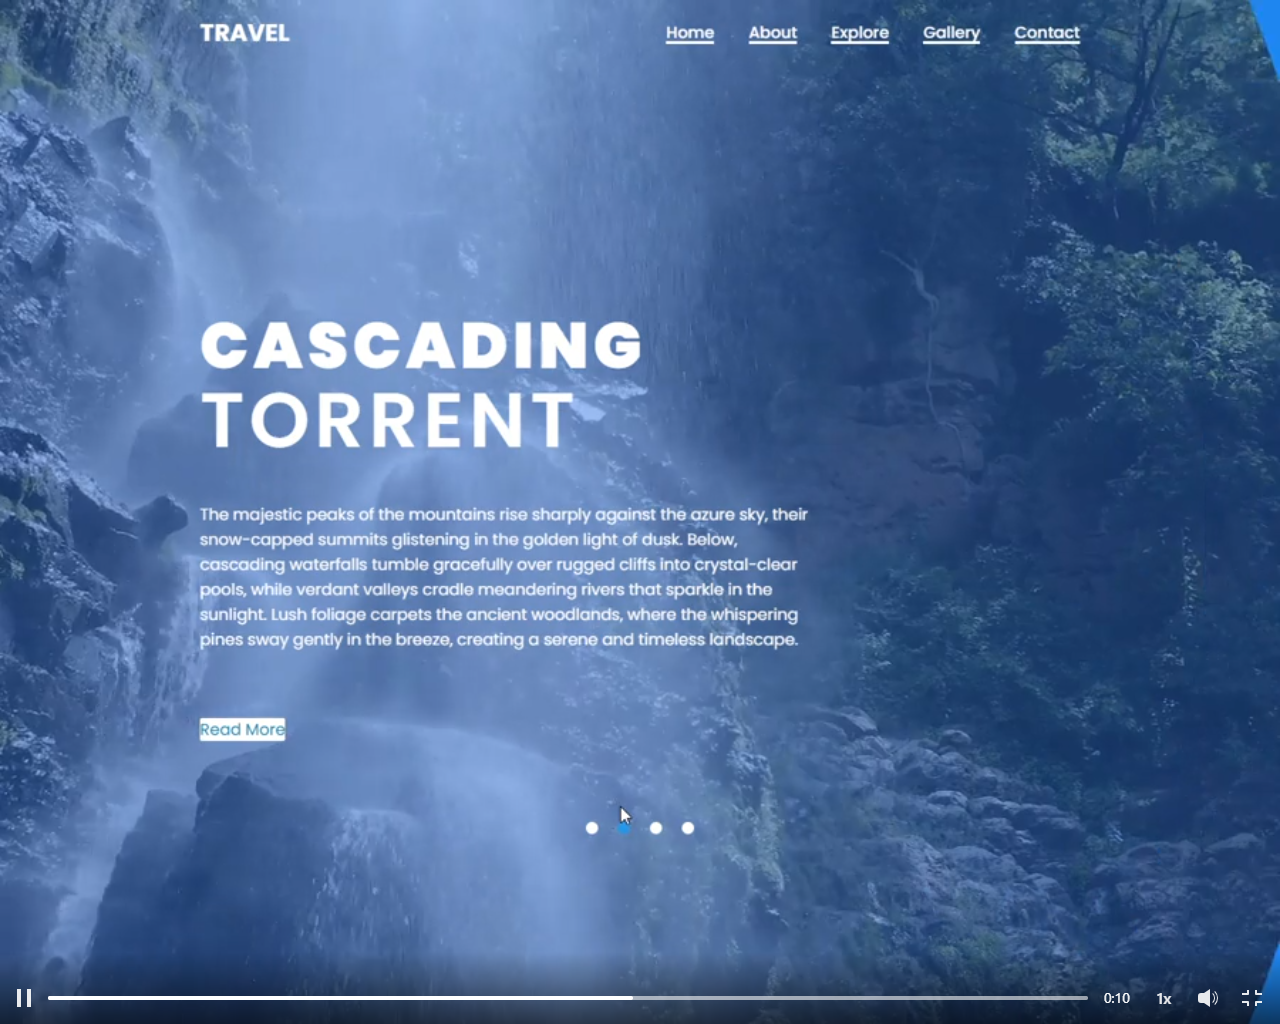 TRAVEL
Home About Explore Gallery Contact
CASCADING
TORRENT
The majestic peaks of the mountains rise sharply against the azure sky, their
snow-capped summits glistening in the golden light of dusk. Below,
cascading waterfalls tumble gracefully over rugged cliffs into crystal-clear
pools, while verdant valleys cradle meandering rivers that sparkle in the
sunlight. Lush foliage carpets the ancient woodlands, where the whispering
pines sway gently in the breeze, creating a serene and timeless landscape.
Read More
0:10 1x